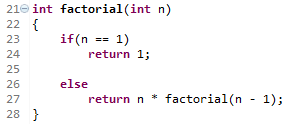 21 int factorial(int n)
22 {
23     if(n == 1)
24         return 1;
25
26     else
27         return n * factorial(n - 1);
28 }